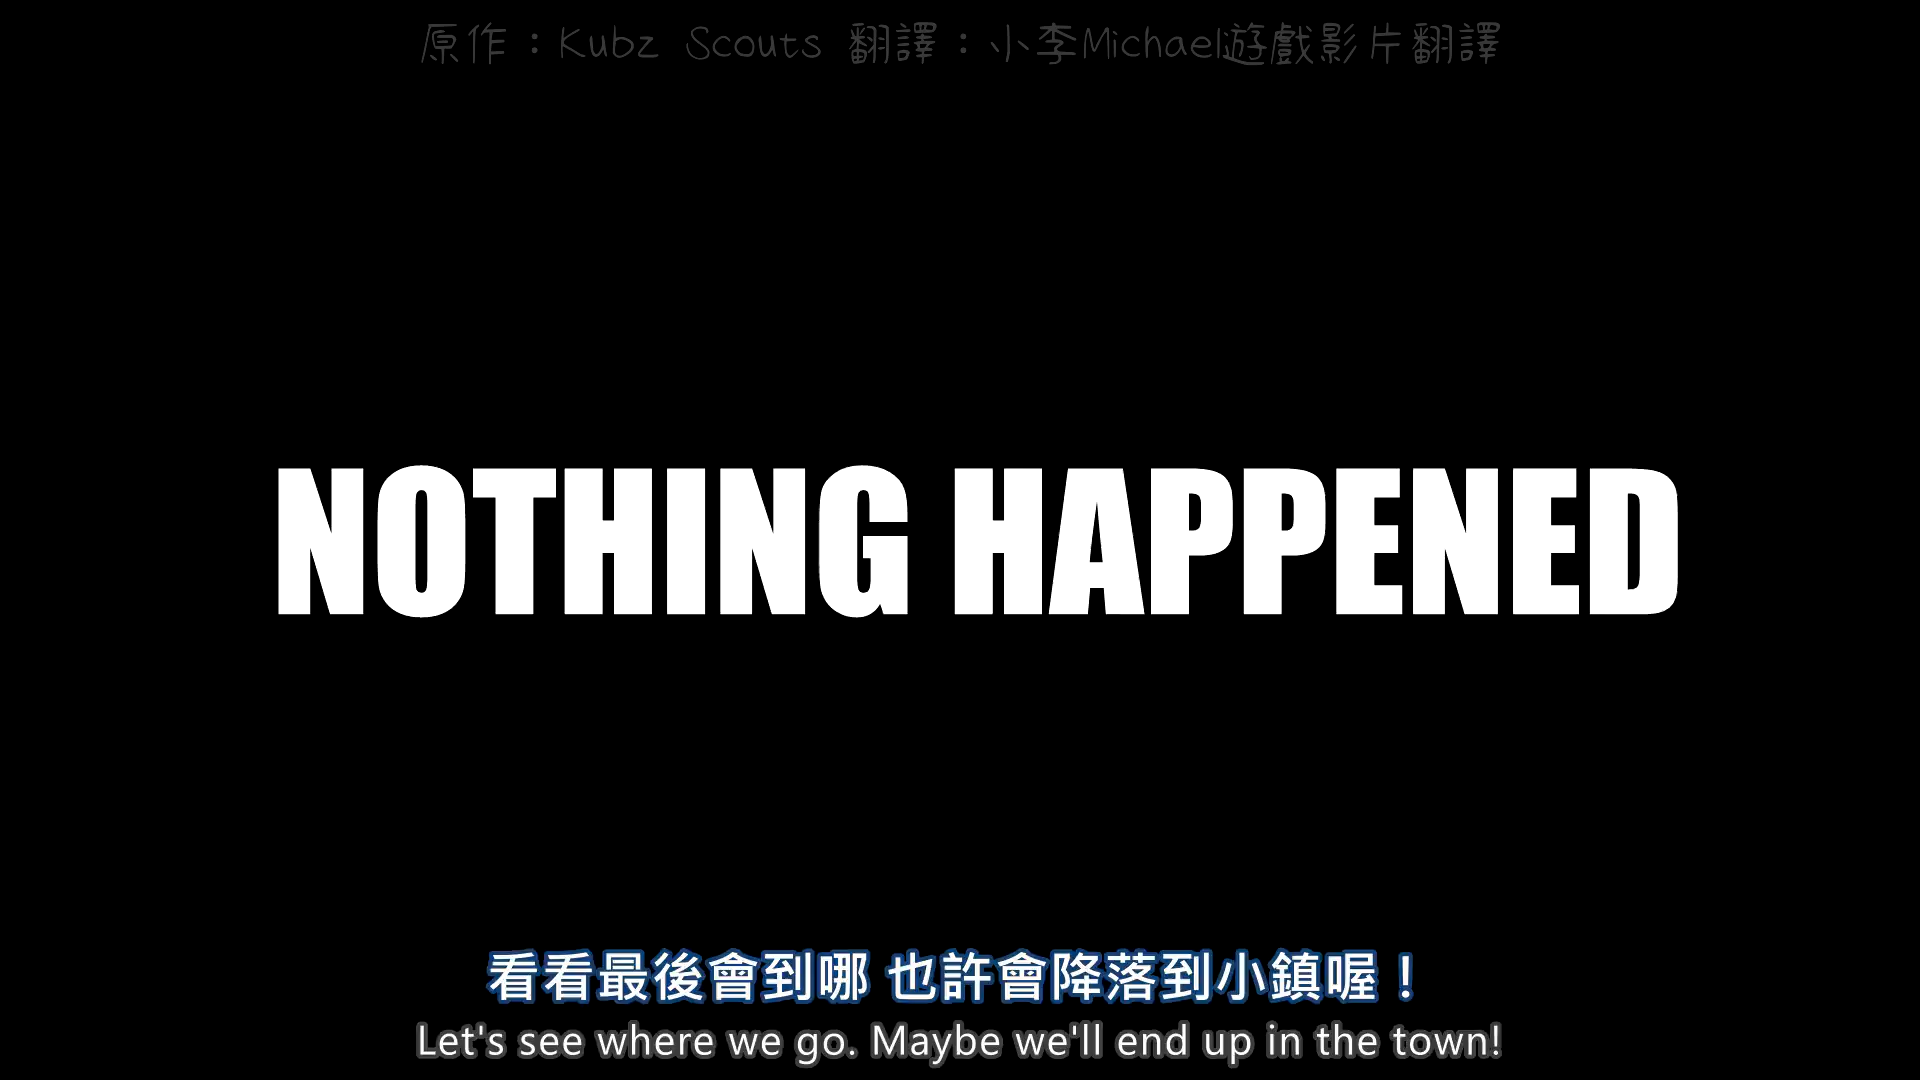 原作：Kubz Scouts 翻譯：小李Michael遊戲影片翻譯
NOTHING HAPPENED
看看最後會到哪 也許會降落到小鎮喔！
Let's see where we go. Maybe we'll end up in the town!